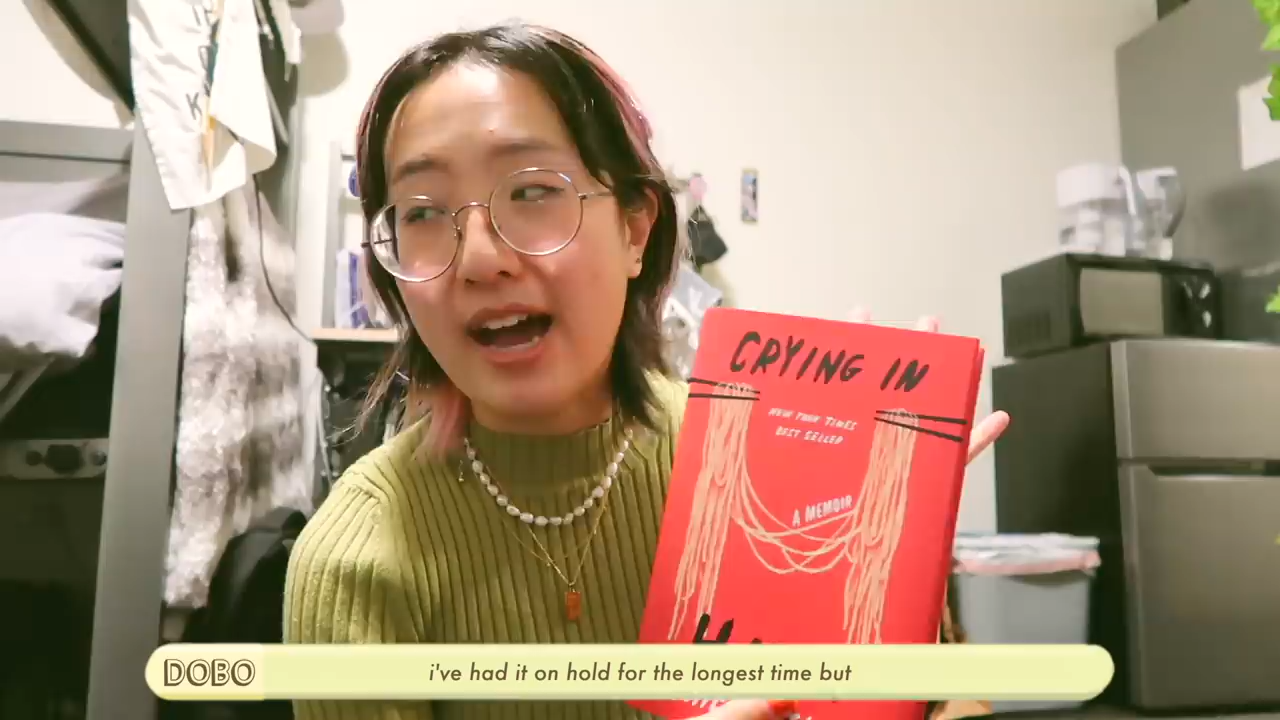 CRYING IN
NEW YORK TIMES
BEST SELLER
A MEMOIR
DOBO
i've had it on hold for the longest time but